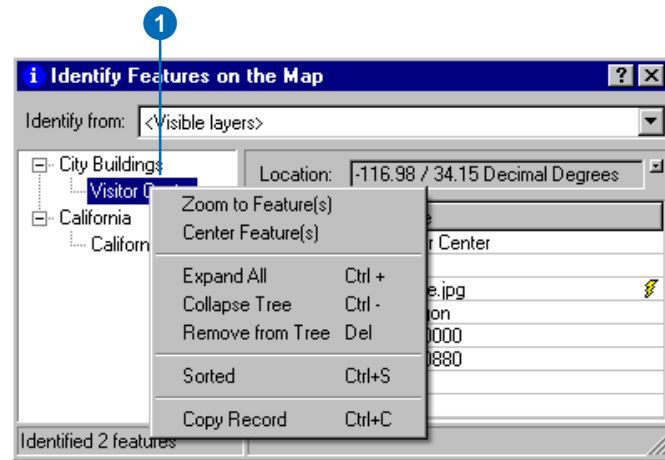 1
i Identify Features on the Map ? X
Identify from: <Visible layers>
City Buildings
Visitor
California
Californ
Location: -116.98 / 34.15 Decimal Degrees
r Center
e.jpg
0000
0880
Zoom to Feature(s)
Center Feature(s)
Expand All Ctrl +
Collapse Tree Ctrl -
Remove from Tree Del
Sorted Ctrl+S
Copy Record Ctrl+C
Identified 2 features